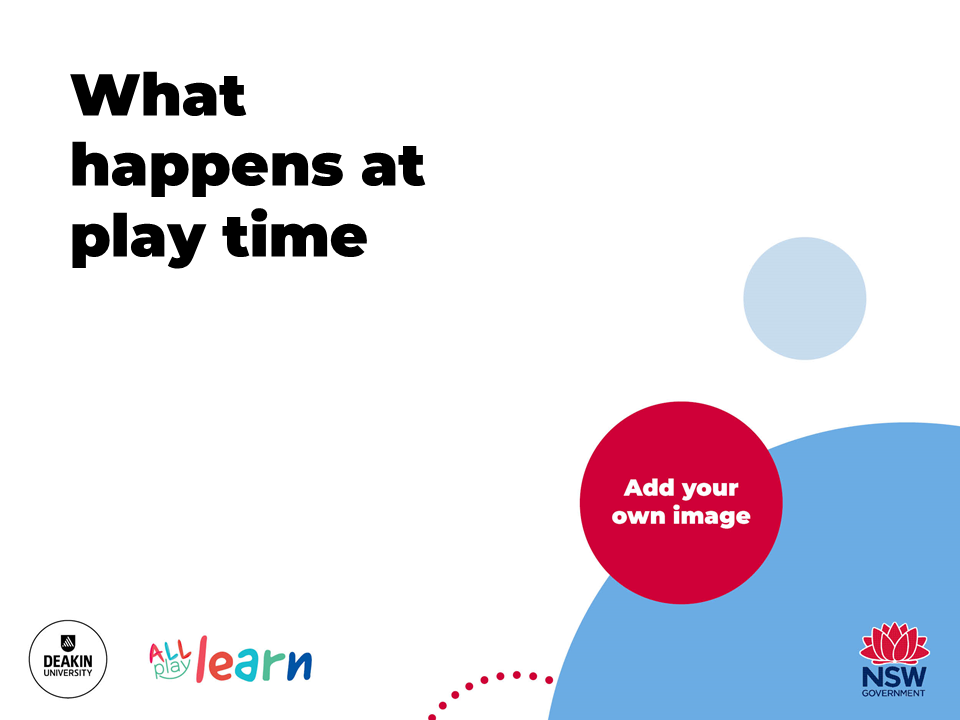 What
happens at
play time
Add your
own image
DEAKIN
UNIVERSITY
ALL
play
learn
NSW
GOVERNMENT